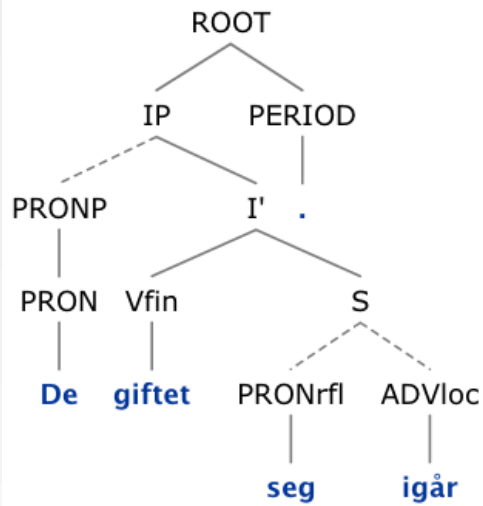 ROOT
IP PERIOD
PRONP I' .
PRON Vfin S
De giftet PRONrfl ADVloc
seg igår